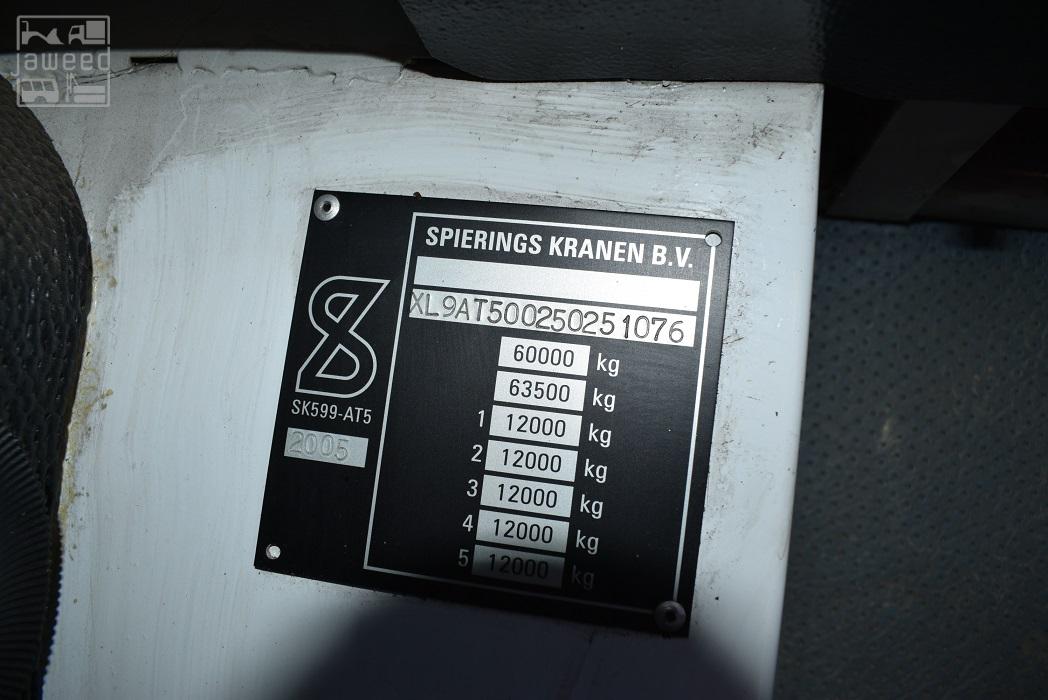 jaweed
SPIERINGS KRANEN B.V.
XL9AT500250251076
60000 kg
63500 kg
1 12000 kg
2 12000 kg
3 12000 kg
4 12000 kg
5 12000 kg
SK599-AT5
2005